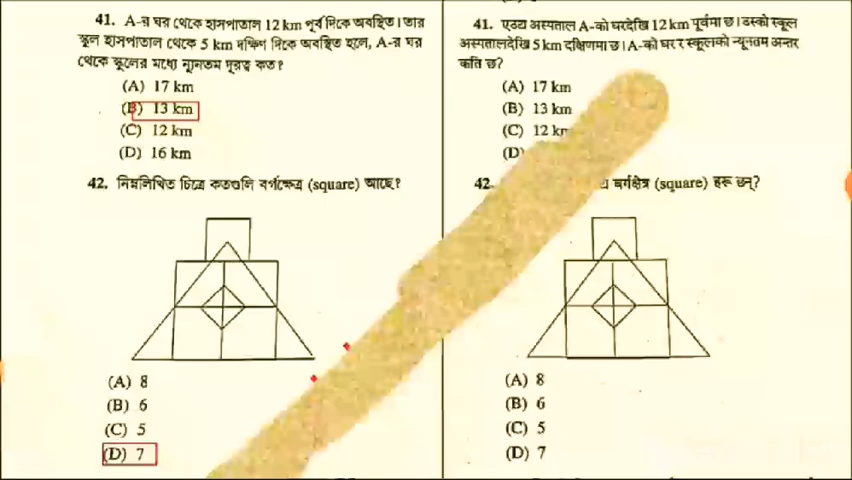 41. A-র ঘর থেকে হাসপাতাল 12 km পূর্ব দিকে অবস্থিত। তার
স্কুল হাসপাতাল থেকে 5 km দক্ষিণ দিকে অবস্থিত হলে, A-র ঘর
থেকে স্কুলের মধ্যে ন্যূনতম দূরত্ব কত?
(A) 17 km
(B) 13 km
(C) 12 km
(D) 16 km
42. নিম্নলিখিত চিত্রে কতগুলি বর্গক্ষেত্র (square) আছে?
(A) 8
(B) 6
(C) 5
(D) 7
41. एउटा अस्पताल A-को घरदेखि 12 km पूर्वमा छ। उस्को स्कूल
अस्पतालदेखि 5 km दक्षिणमा छ। A-को घर र स्कूलको न्यूनतम अन्तर
कति छ?
(A) 17 km
(B) 13 km
(C) 12 km
(D)
42. वर्गक्षेत्र (square) हरू छन्?
(A) 8
(B) 6
(C) 5
(D) 7